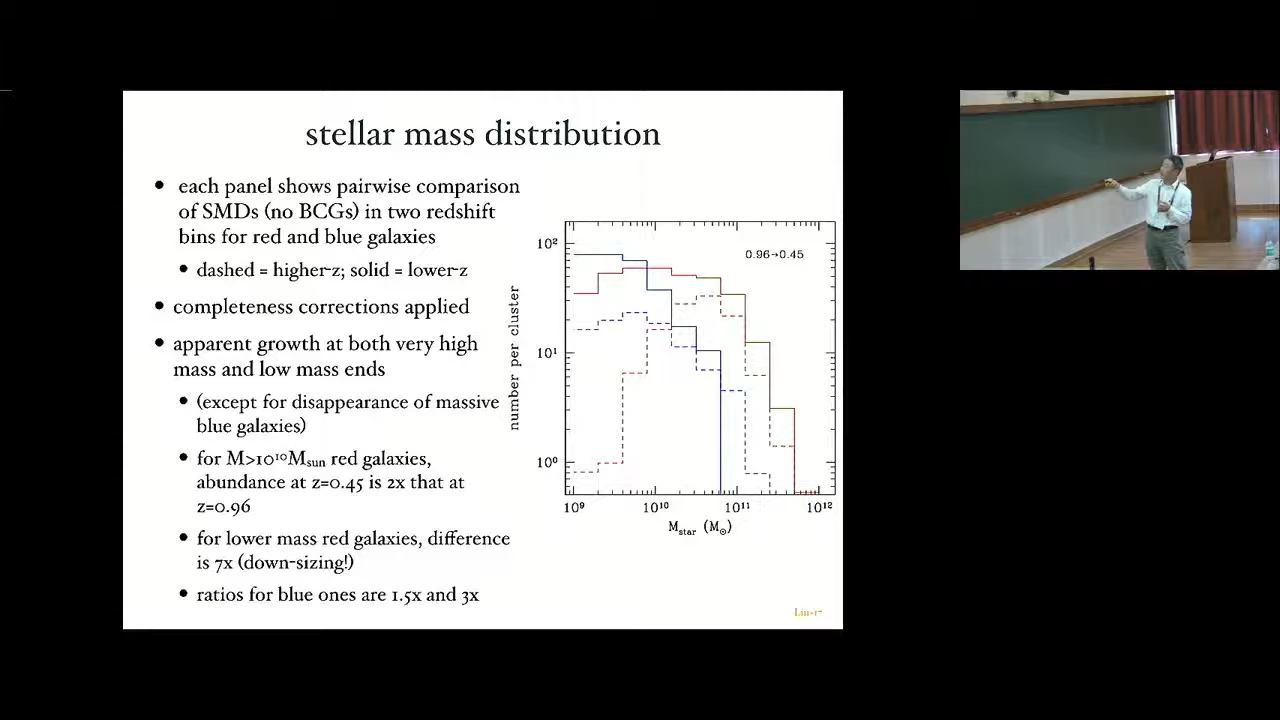 stellar mass distribution
• each panel shows pairwise comparison
of SMDs (no BCGs) in two redshift
bins for red and blue galaxies
• dashed = higher-z; solid = lower-z
• completeness corrections applied
• apparent growth at both very high
mass and low mass ends
• (except for disappearance of massive
blue galaxies)
• for M>10¹⁰M_sun red galaxies,
abundance at z=0.45 is 2x that at
z=0.96
• for lower mass red galaxies, difference
is 7x (down-sizing!)
• ratios for blue ones are 1.5x and 3x
0.96→0.45
number per cluster
10²
10¹
10⁰
10⁹ 10¹⁰ 10¹¹ 10¹²
M_star (M_⊙)
Lin+17